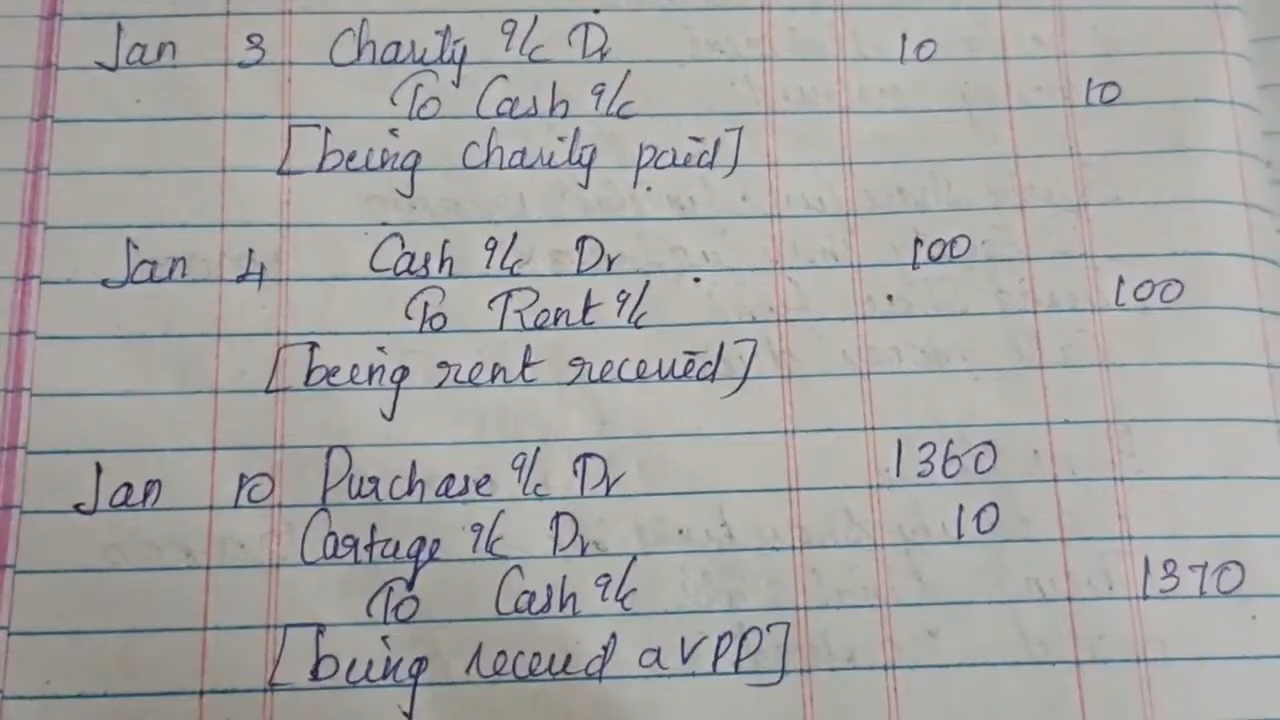 Jan 3 Charity a/c Dr 10
To Cash a/c 10
[being charity paid]
Jan 4 Cash a/c Dr 100
To Rent a/c 100
[being rent received]
Jan 10 Purchase a/c Dr 1360
Cartage a/c Dr 10
To Cash a/c 1370
[being received a VPP]